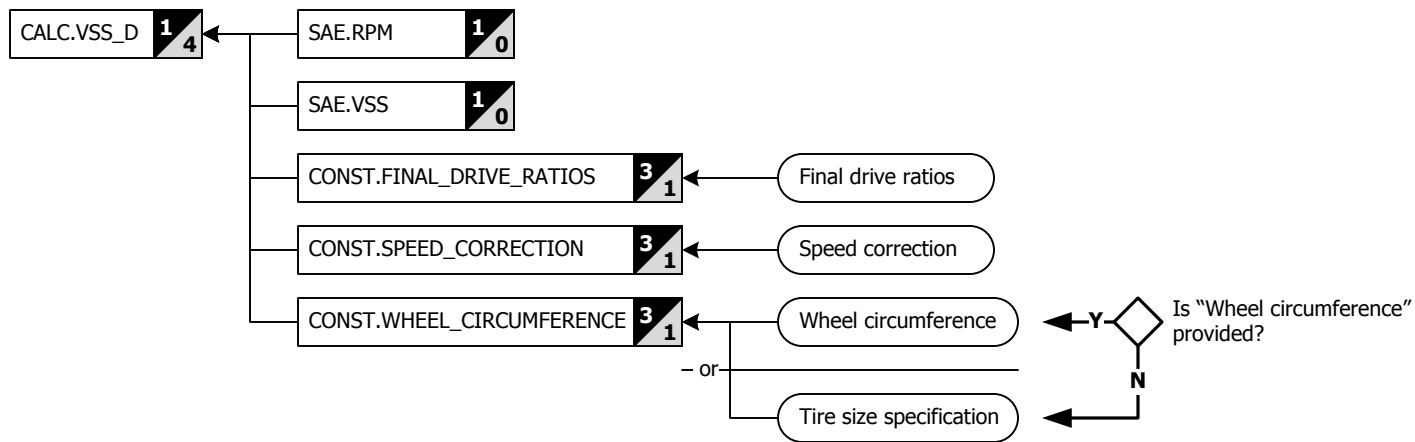 CALC.VSS_D 1 4
SAE.RPM 1 0
SAE.VSS 1 0
CONST.FINAL_DRIVE_RATIOS 3 1
Final drive ratios
CONST.SPEED_CORRECTION 3 1
Speed correction
CONST.WHEEL_CIRCUMFERENCE 3 1
Wheel circumference
Y
Is “Wheel circumference”
provided?
or
N
Tire size specification